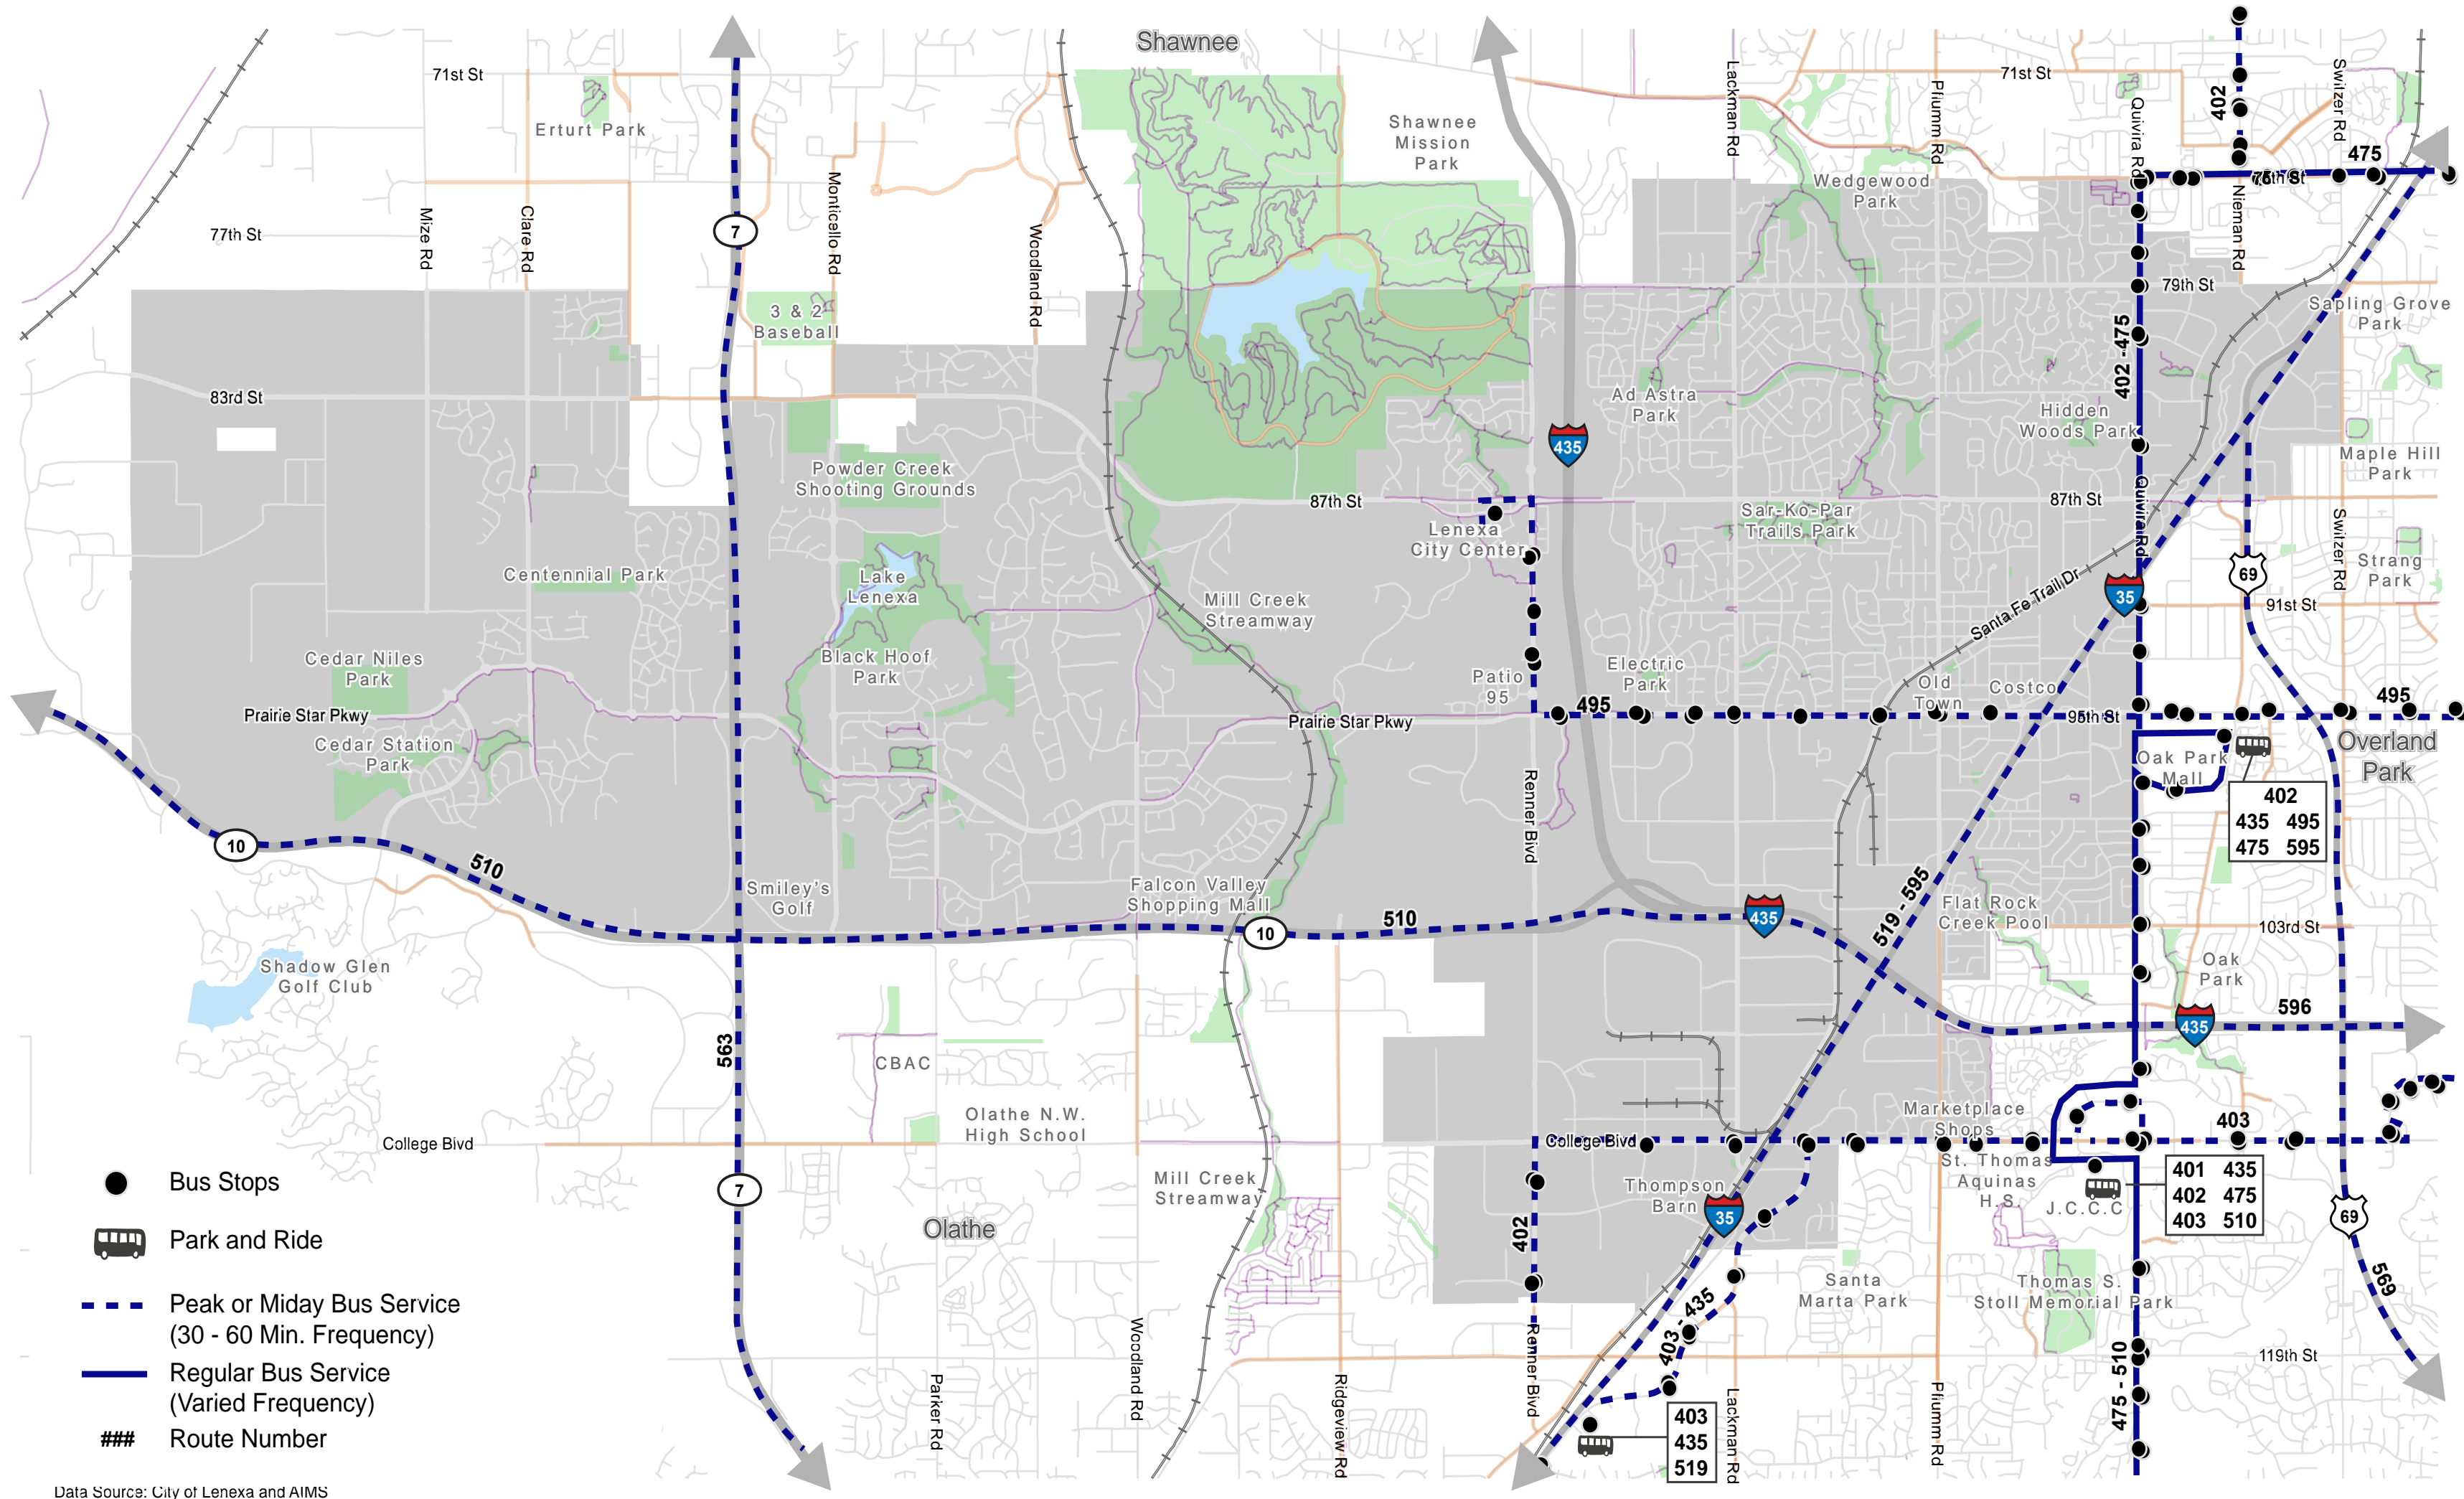 Shawnee
71st St
71st St
Erturt Park
Shawnee
Mission
Park
Lackman Rd
Pflumm Rd
Quivira Rd
402
Switzer Rd
475
75th St
Wedgewood
Park
Nieman Rd
77th St
Mize Rd
Clare Rd
7
Monticello Rd
Woodland Rd
79th St
3 & 2
Baseball
Sapling Grove
Park
402 -475
83rd St
Ad Astra
Park
Hidden
Woods Park
435
Maple Hill
Park
Powder Creek
Shooting Grounds
87th St
87th St
Quivira Rd
Sar-Ko-Par
Trails Park
Lenexa
City Center
Switzer Rd
Centennial Park
Lake
Lenexa
69
Strang
Park
Santa Fe Trail Dr
35
91st St
Mill Creek
Streamway
Cedar Niles
Park
Black Hoof
Park
Patio
95
Electric
Park
Old
Town
Costco
495
495
Prairie Star Pkwy
Prairie Star Pkwy
95th St
Cedar Station
Park
Overland
Park
Oak Park
Mall
402
435 495
475 595
Renner Blvd
10
510
Smiley's
Golf
Falcon Valley
Shopping Mall
10
510
435
519 - 595
Flat Rock
Creek Pool
103rd St
Shadow Glen
Golf Club
Oak
Park
596
435
563
CBAC
Olathe N.W.
High School
College Blvd
Marketplace
Shops
403
College Blvd
St. Thomas
Aquinas
H.S.
J.C.C.C
401 435
402 475
403 510
Bus Stops
7
Mill Creek
Streamway
Thompson
Barn
35
402
Olathe
69
Park and Ride
Santa
Marta Park
Thomas S.
Stoll Memorial Park
569
Peak or Miday Bus Service
(30 - 60 Min. Frequency)
403 - 435
Woodland Rd
Renner Blvd
119th St
475 - 510
Regular Bus Service
(Varied Frequency)
Parker Rd
Ridgeview Rd
Lackman Rd
Pflumm Rd
403
435
519
### Route Number
Data Source: City of Lenexa and AIMS